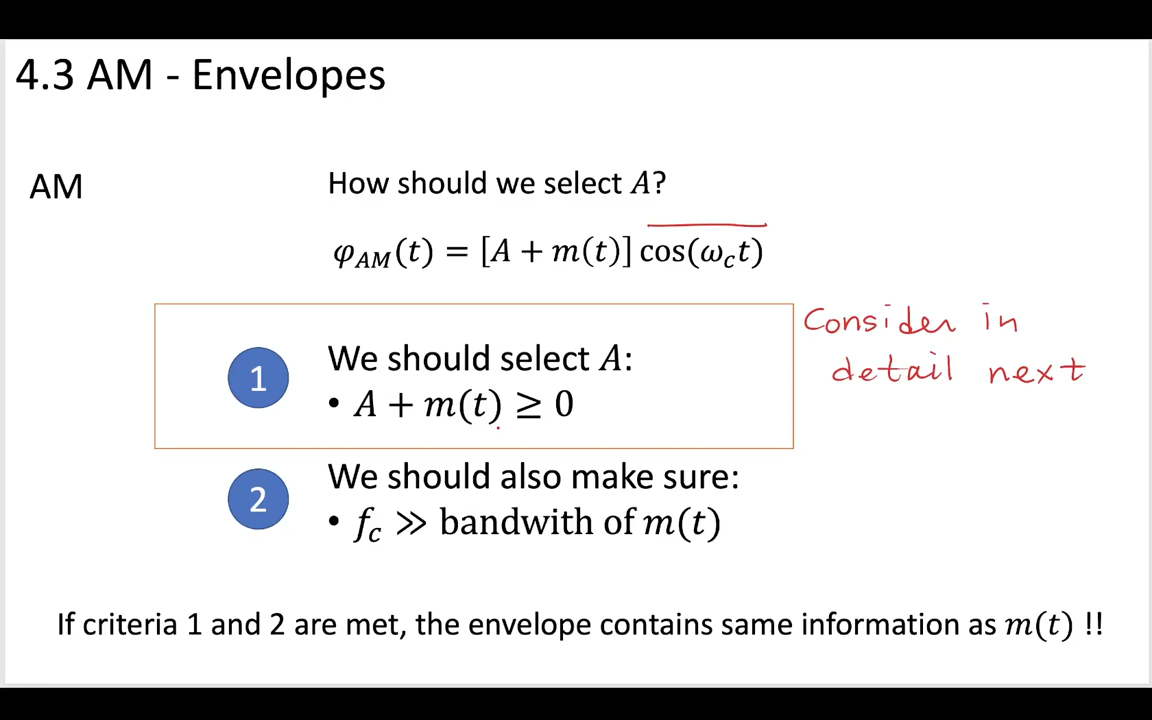 4.3 AM - Envelopes
AM
How should we select A?
φ_AM(t) = [A + m(t)] cos(ω_c t)
Consider in
detail next
1
We should select A:
• A + m(t) ≥ 0
2
We should also make sure:
• f_c ≫ bandwith of m(t)
If criteria 1 and 2 are met, the envelope contains same information as m(t) !!